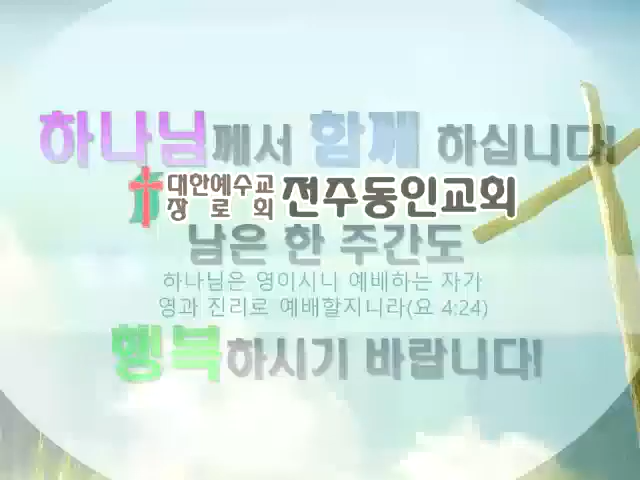 하나님께서 함께 하십니다!
대한예수교
장로회 전주동인교회
남은 한 주간도
하나님은 영이시니 예배하는 자가
영과 진리로 예배할지니라(요 4:24)
행복하시기 바랍니다!